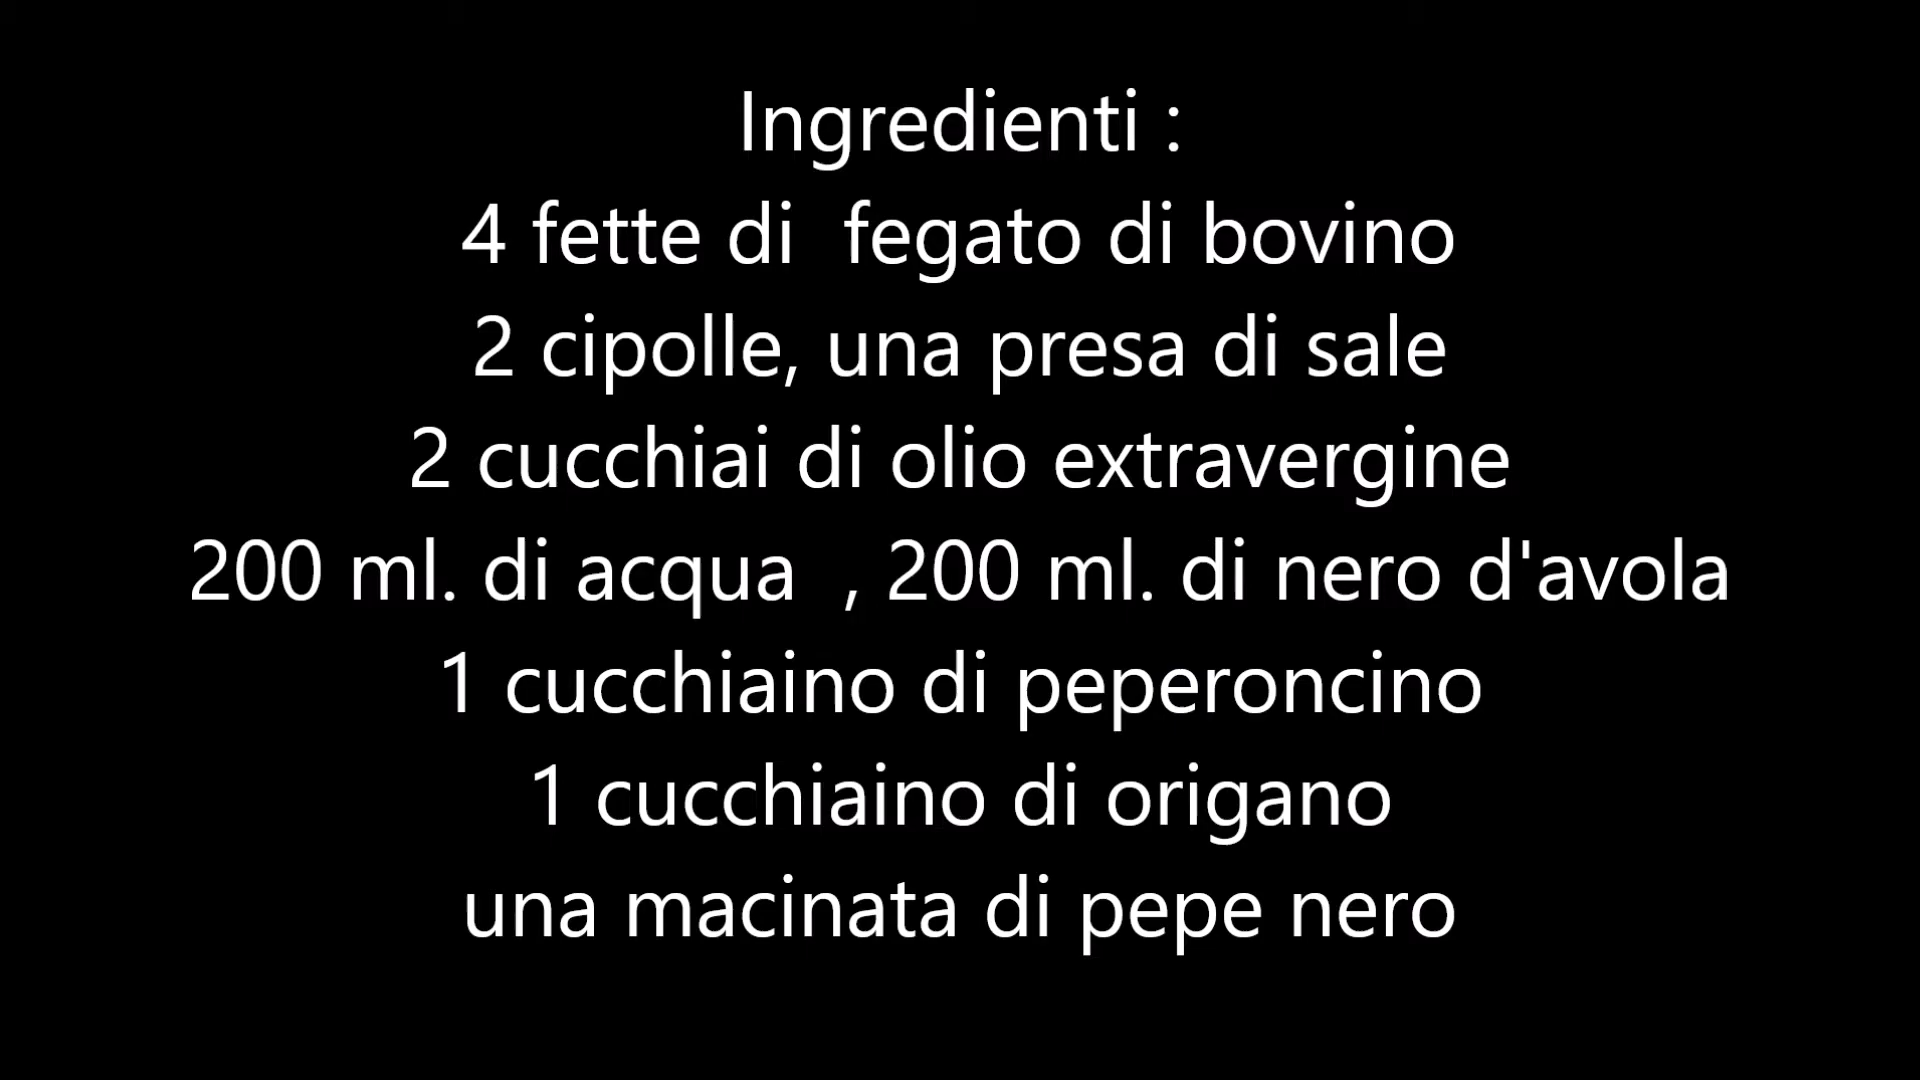 Ingredienti :
4 fette di  fegato di bovino
2 cipolle, una presa di sale
2 cucchiai di olio extravergine
200 ml. di acqua  , 200 ml. di nero d'avola
1 cucchiaino di peperoncino
1 cucchiaino di origano
una macinata di pepe nero